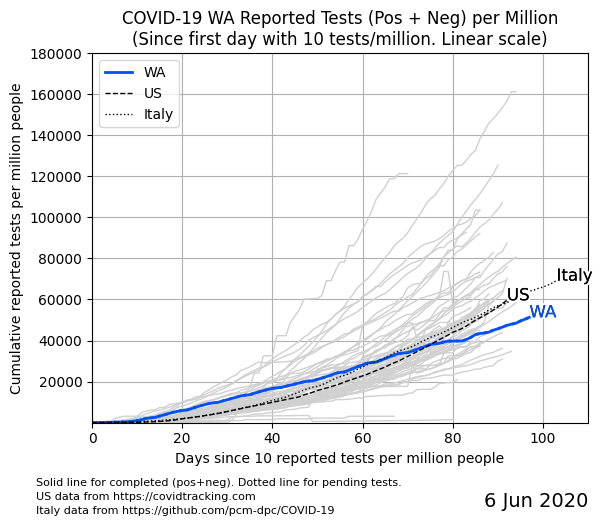 COVID-19 WA Reported Tests (Pos + Neg) per Million
(Since first day with 10 tests/million. Linear scale)
180000
160000
140000
120000
100000
80000
60000
40000
20000
Cumulative reported tests per million people
WA
US
Italy
Italy
US
WA
0
20
40
60
80
100
Days since 10 reported tests per million people
Solid line for completed (pos+neg). Dotted line for pending tests.
US data from https://covidtracking.com
Italy data from https://github.com/pcm-dpc/COVID-19
6 Jun 2020